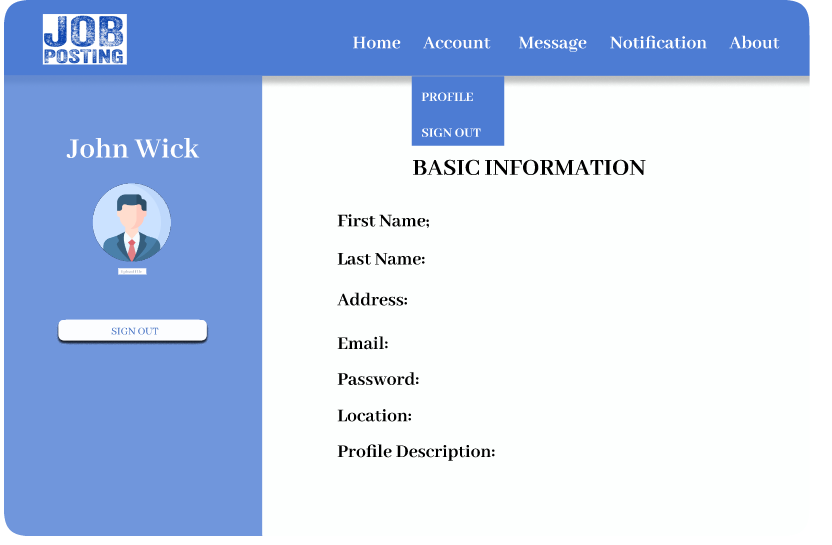 JOB
POSTING
Home Account Message Notification About
PROFILE
SIGN OUT
John Wick
SIGN OUT
BASIC INFORMATION
First Name;
Last Name:
Address:
Email:
Password:
Location:
Profile Description: